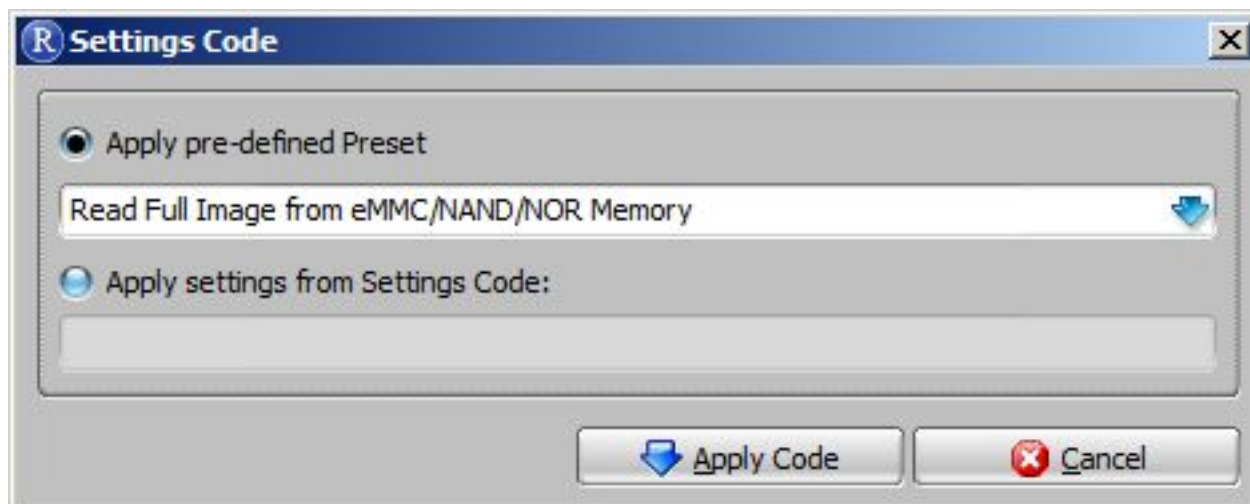 R Settings Code
Apply pre-defined Preset
Read Full Image from eMMC/NAND/NOR Memory
Apply settings from Settings Code:
Apply Code Cancel